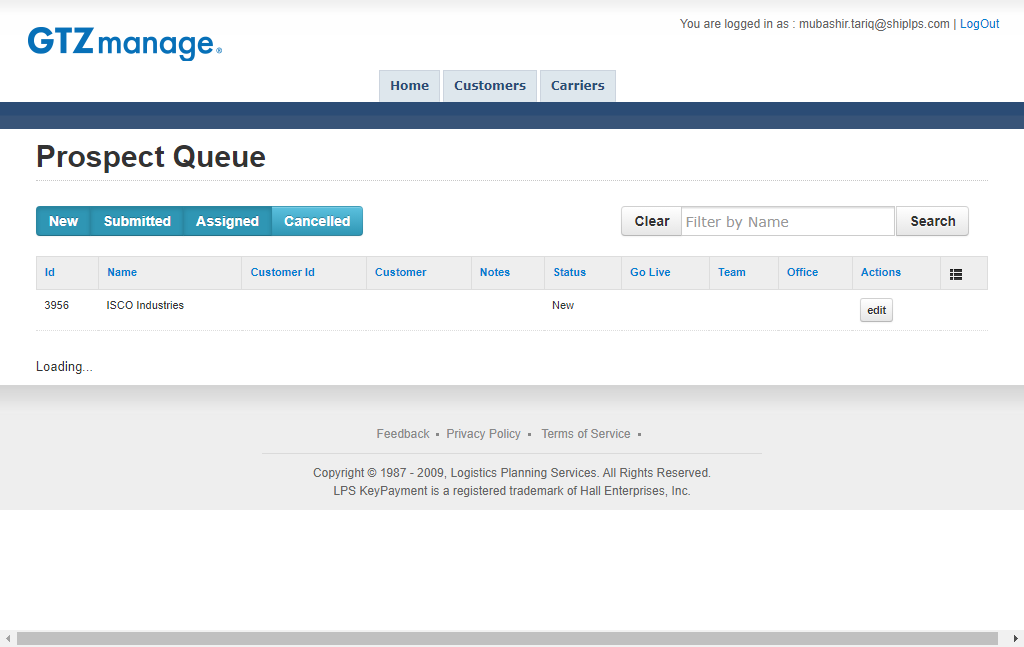 You are logged in as : mubashir.tariq@shiplps.com | LogOut
GTZmanage®
Home Customers Carriers
Prospect Queue
New Submitted Assigned Cancelled Clear Filter by Name Search
Id Name Customer Id Customer Notes Status Go Live Team Office Actions
3956 ISCO Industries New edit
Loading...
Feedback • Privacy Policy • Terms of Service •
Copyright © 1987 - 2009, Logistics Planning Services. All Rights Reserved.
LPS KeyPayment is a registered trademark of Hall Enterprises, Inc.